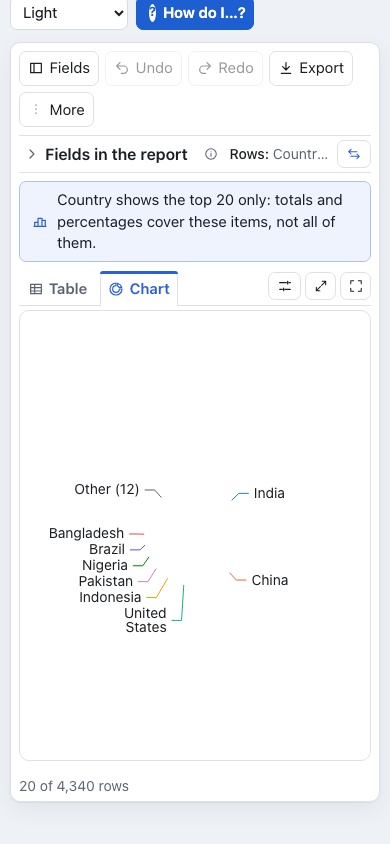 Light
How do I...?
Fields
Undo
Redo
Export
More
Fields in the report
Rows: Countr...
Country shows the top 20 only: totals and
percentages cover these items, not all of
them.
Table
Chart
Other (12)
India
Bangladesh
Brazil
Nigeria
Pakistan
China
Indonesia
United
States
20 of 4,340 rows